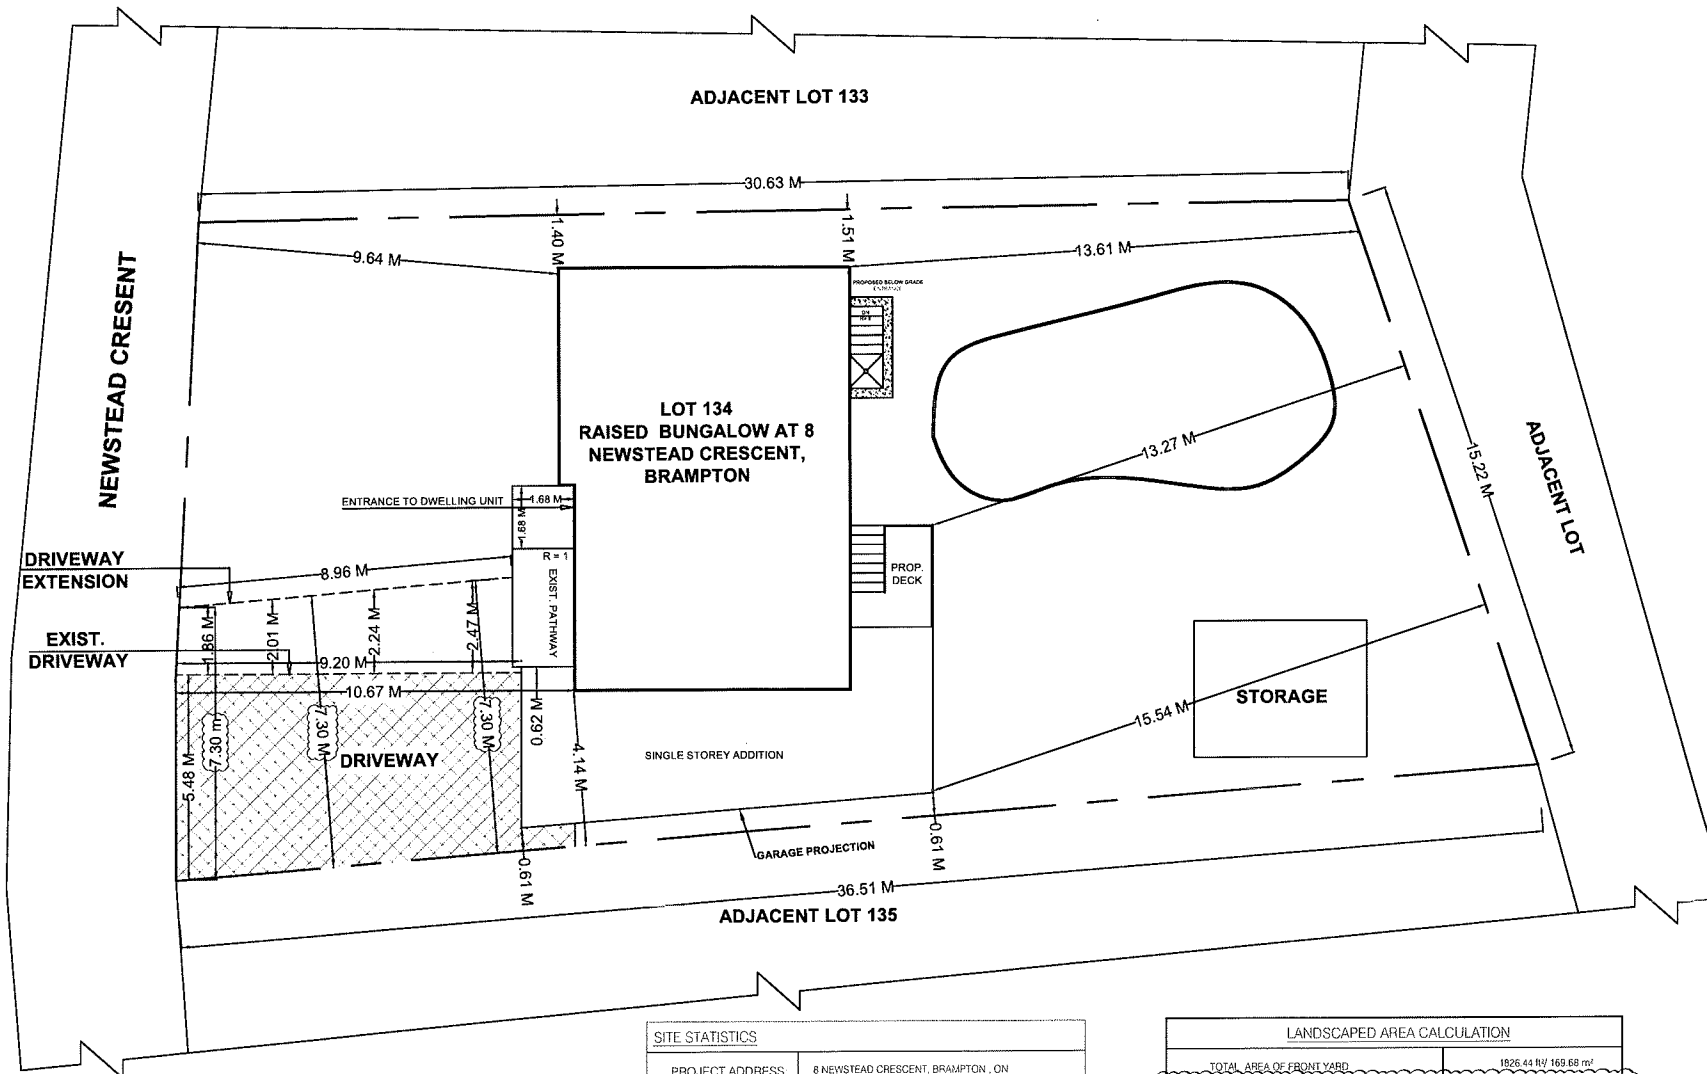 ADJACENT LOT 133
30.63 M
1.40 M
1.51 M
9.64 M
13.61 M
NEWSTEAD CRESENT
PROPOSED BELOW GRADE
ENTRANCE
DN
LOT 134
RAISED BUNGALOW AT 8
NEWSTEAD CRESCENT,
BRAMPTON
13.27 M
15.22 M
ADJACENT LOT
ENTRANCE TO DWELLING UNIT
1.68 M
1.68 M
R = 1
EXIST. PATHWAY
DRIVEWAY
EXTENSION
8.96 M
PROP.
DECK
1.86 M
2.01 M
2.24 M
2.47 M
EXIST.
DRIVEWAY
9.20 M
10.67 M
STORAGE
15.54 M
5.48 M
7.30 m
7.30 M
7.30 M
DRIVEWAY
0.62 M
4.14 M
SINGLE STOREY ADDITION
GARAGE PROJECTION
0.61 M
0.61 M
36.51 M
ADJACENT LOT 135
SITE STATISTICS
PROJECT ADDRESS: 8 NEWSTEAD CRESCENT, BRAMPTON , ON
LANDSCAPED AREA CALCULATION
TOTAL AREA OF FRONT YARD 1826.44 ft²/ 169.68 m²